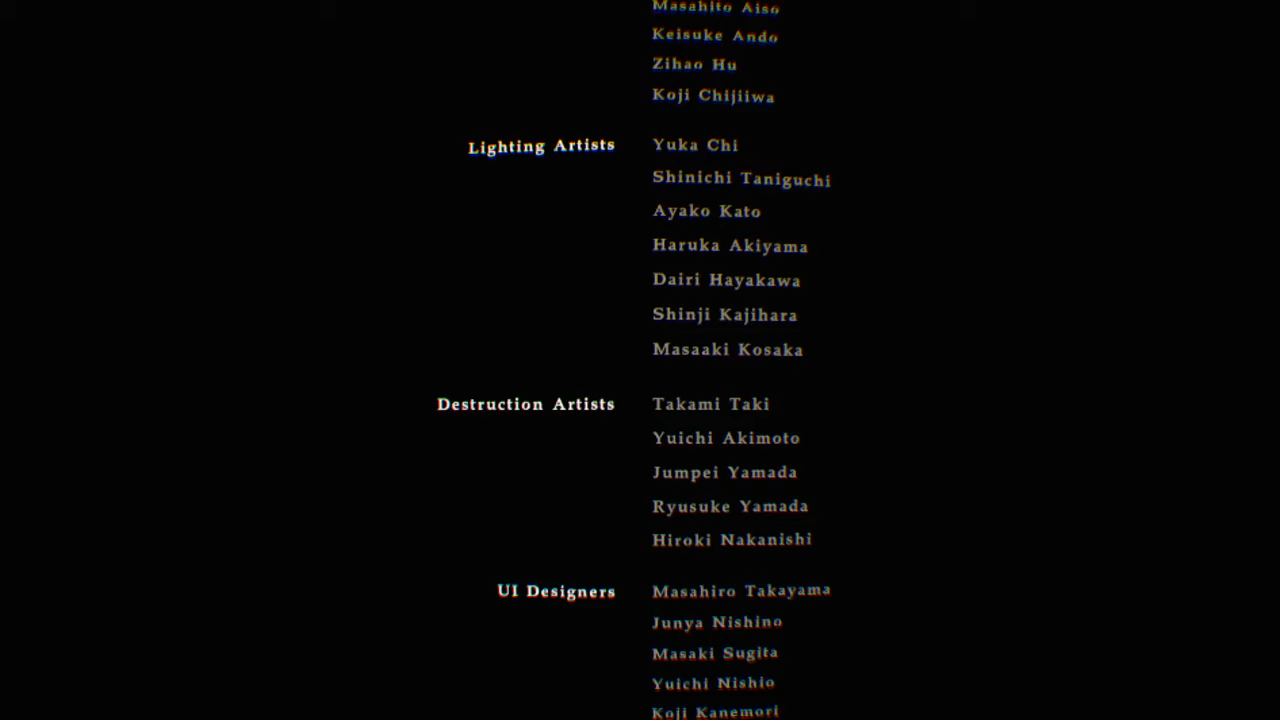 Masahito Aiso
Keisuke Ando
Zihao Hu
Koji Chijiiwa
Lighting Artists Yuka Chi
Shinichi Taniguchi
Ayako Kato
Haruka Akiyama
Dairi Hayakawa
Shinji Kajihara
Masaaki Kosaka
Destruction Artists Takami Taki
Yuichi Akimoto
Jumpei Yamada
Ryusuke Yamada
Hiroki Nakanishi
UI Designers Masahiro Takayama
Junya Nishino
Masaki Sugita
Yuichi Nishio
Koji Kanemori